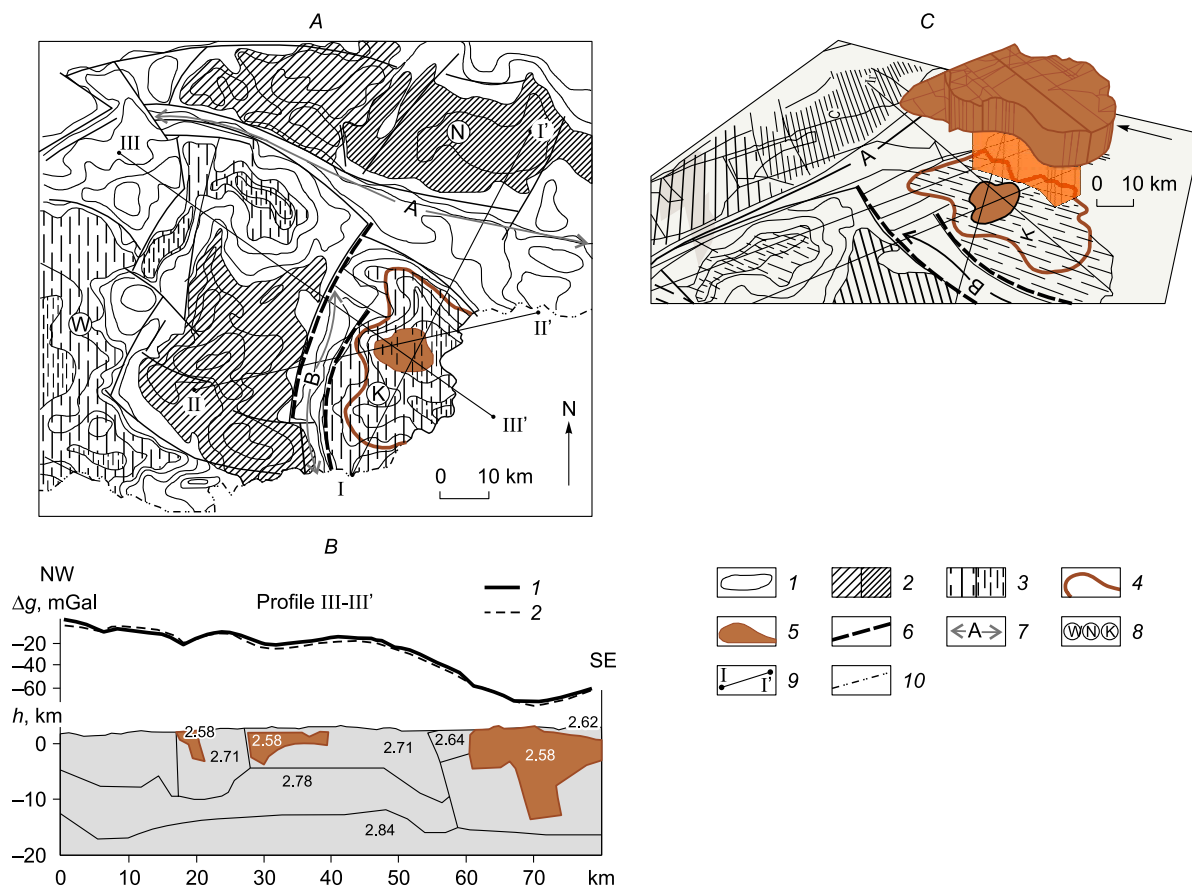 A
III
N
I'
A
W
II
B
K
II'
III'
I
N
0 10 km
C
A
B
K
0 10 km
B
NW
Δg, mGal
Profile III-III'
1
2
–20
–40
–60
SE
h, km
0
–10
–20
2.58
2.71
2.58
2.78
2.71
2.64
2.58
2.62
2.84
0 10 20 30 40 50 60 70 km
1 2 3 4
5 6 A 7 W N K 8
I I' 9 10